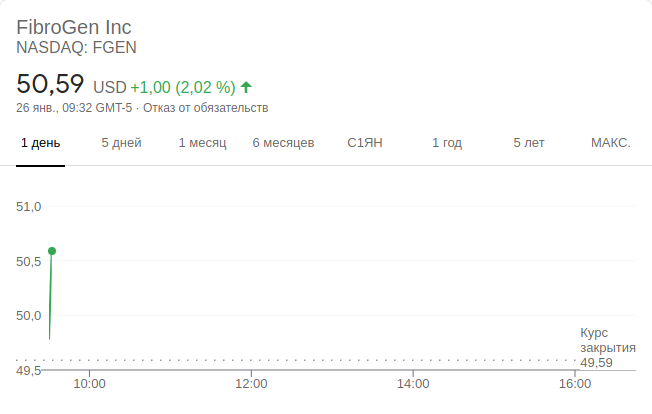 FibroGen Inc
NASDAQ: FGEN
50,59 USD +1,00 (2,02 %)
26 янв., 09:32 GMT-5 · Отказ от обязательств
1 день 5 дней 1 месяц 6 месяцев С1ЯН 1 год 5 лет МАКС.
51,0
50,5
50,0
Курс
закрытия
49,59
49,5
10:00 12:00 14:00 16:00